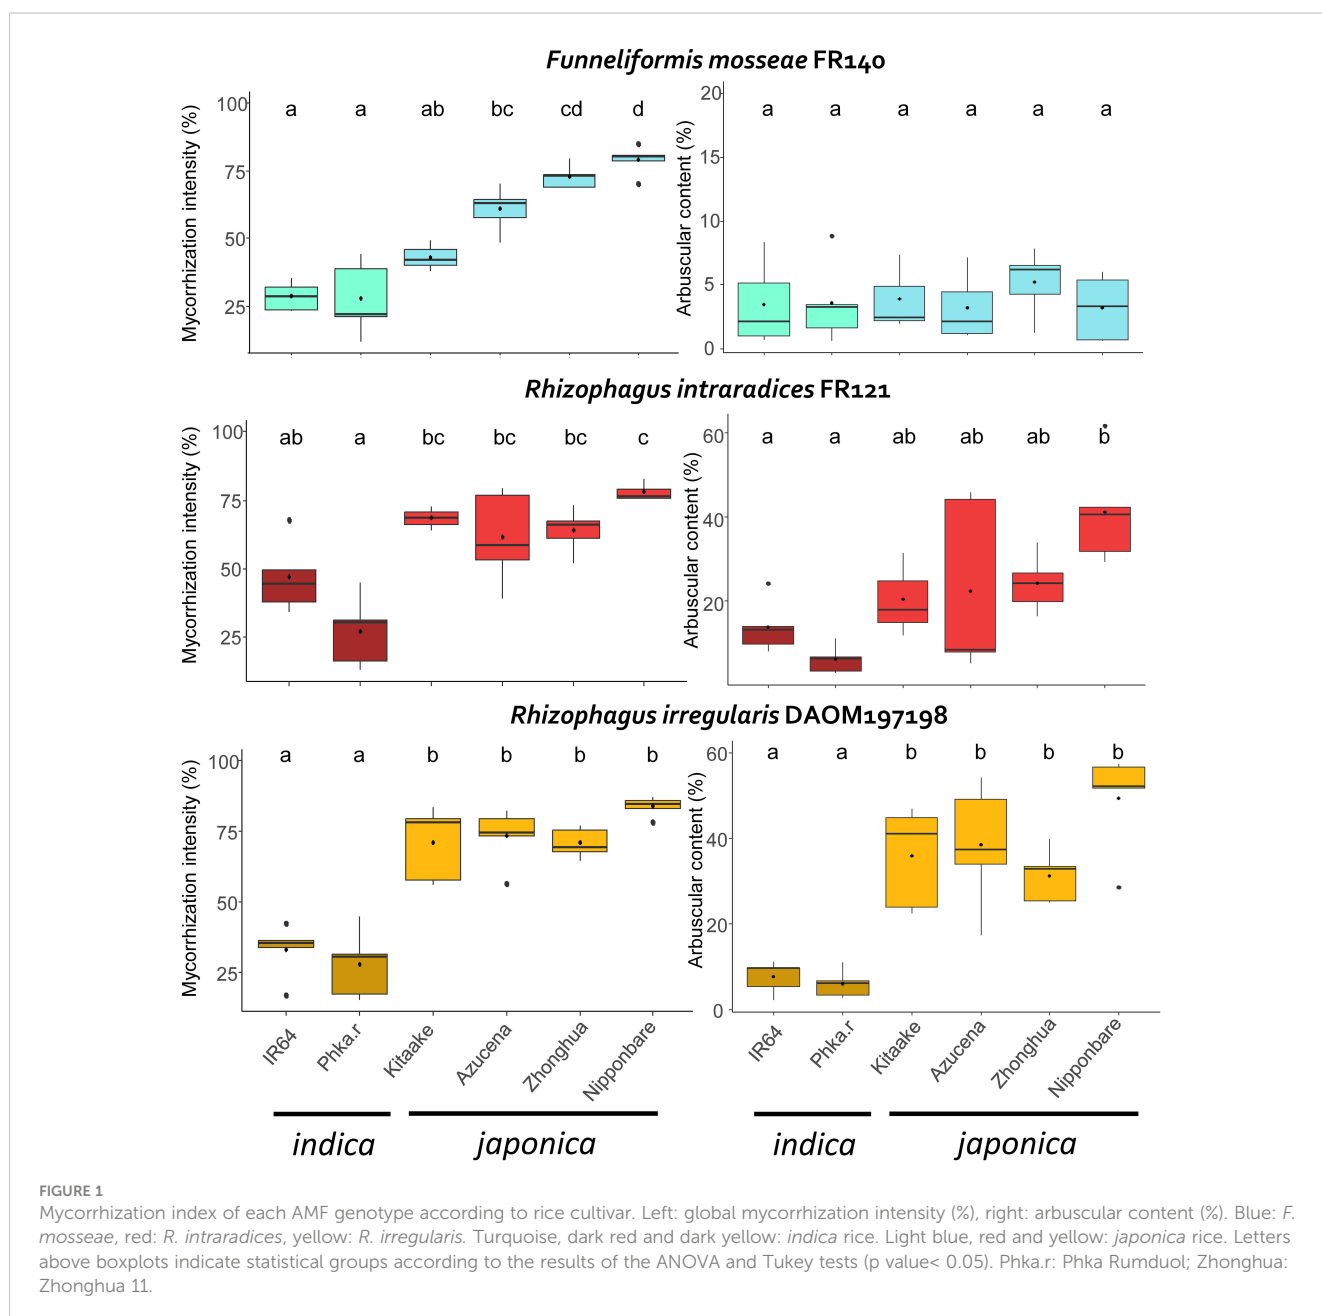 Funneliformis mosseae FR140
Mycorrhization intensity (%)
100
75
50
25
a a ab bc cd d
Arbuscular content (%)
20
15
10
5
0
a a a a a a
Rhizophagus intraradices FR121
Mycorrhization intensity (%)
100
75
50
25
ab a bc bc bc c
Arbuscular content (%)
60
40
20
a a ab ab ab b
Rhizophagus irregularis DAOM197198
Mycorrhization intensity (%)
100
75
50
25
a a b b b b
Arbuscular content (%)
60
40
20
0
a a b b b b
IR64 Phka.r Kitaake Azucena Zhonghua Nipponbare
IR64 Phka.r Kitaake Azucena Zhonghua Nipponbare
indica japonica
indica japonica
FIGURE 1
Mycorrhization index of each AMF genotype according to rice cultivar. Left: global mycorrhization intensity (%), right: arbuscular content (%). Blue: F.
mosseae, red: R. intraradices, yellow: R. irregularis. Turquoise, dark red and dark yellow: indica rice. Light blue, red and yellow: japonica rice. Letters
above boxplots indicate statistical groups according to the results of the ANOVA and Tukey tests (p value< 0.05). Phka.r: Phka Rumduol; Zhonghua:
Zhonghua 11.